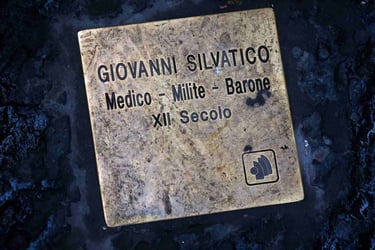 GIOVANNI SILVATICO
Medico - Milite - Barone
XII Secolo